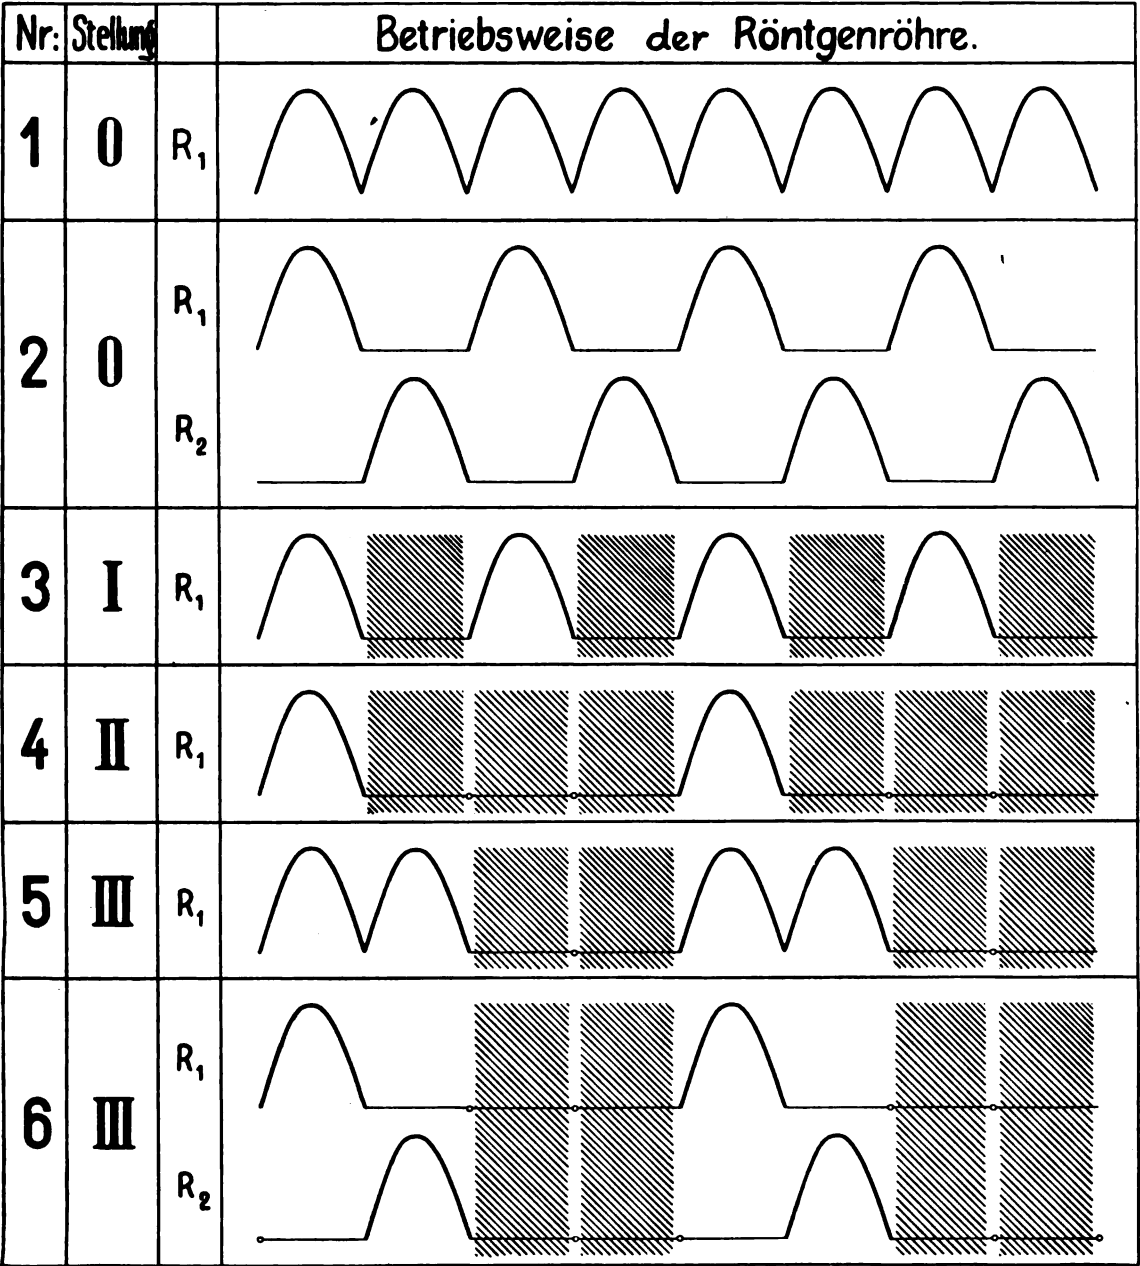 Nr: Stellung Betriebsweise der Röntgenröhre.
1 0 R₁
2 0 R₁
R₂
3 I R₁
4 II R₁
5 III R₁
6 III R₁
R₂